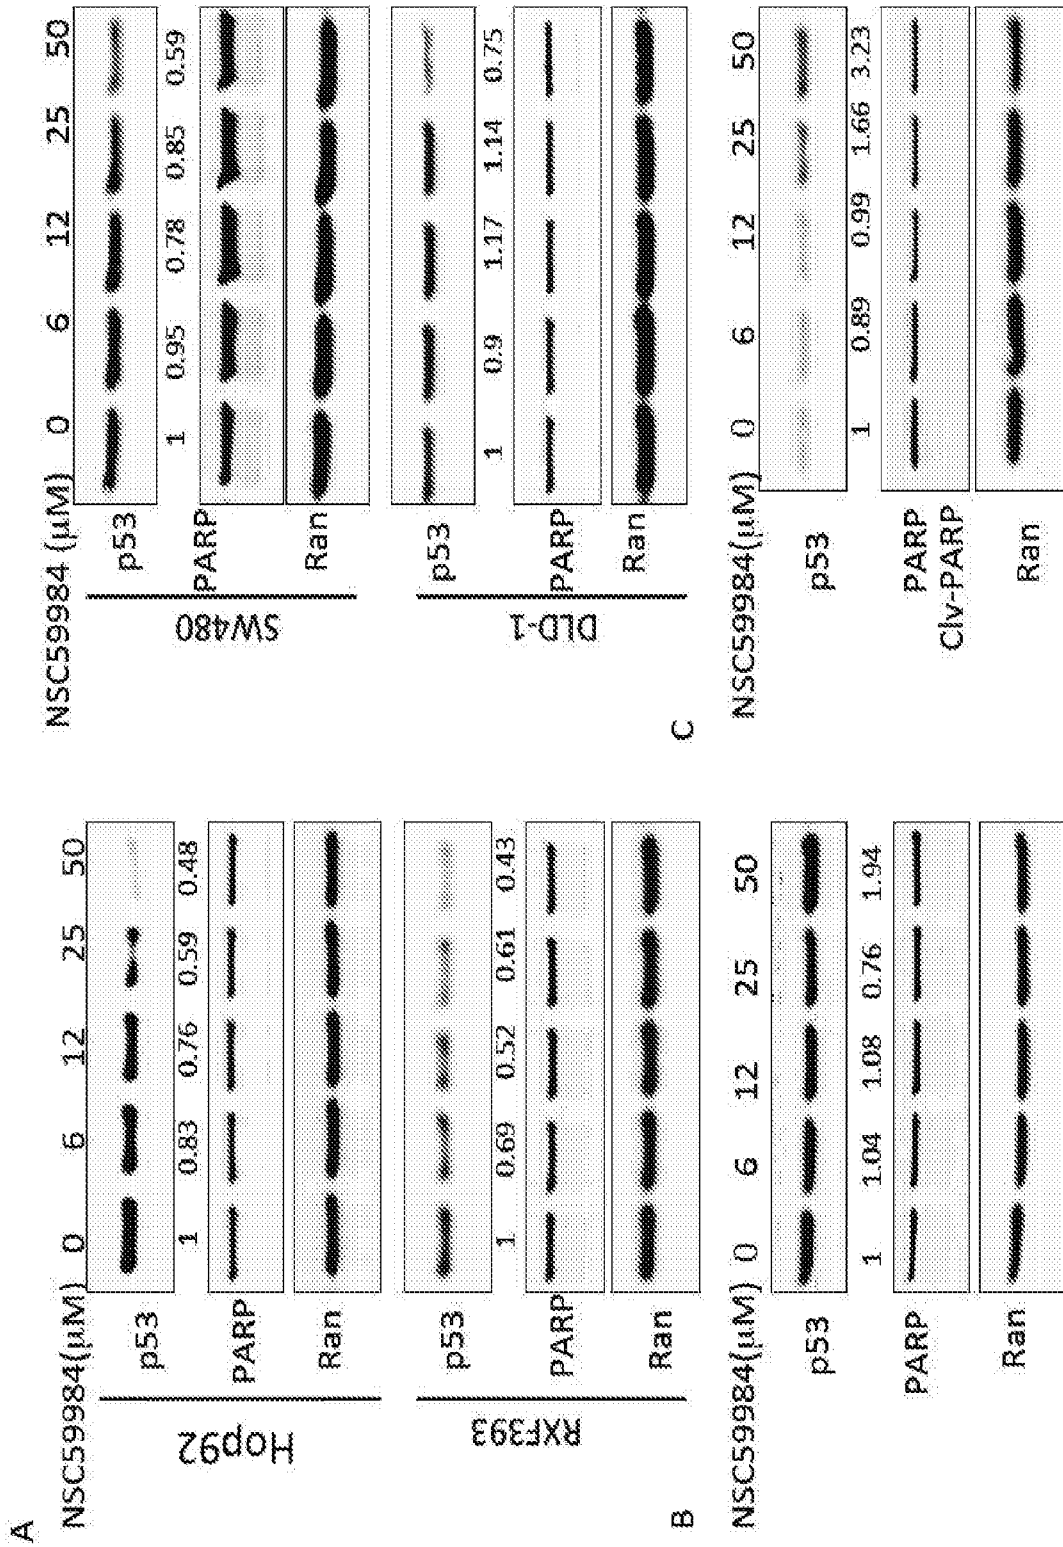 A
NSC59984(μM) 0 6 12 25 50
Hop92
p53
1 0.83 0.76 0.59 0.48
PARP
Ran
RXF393
p53
1 0.69 0.52 0.61 0.43
PARP
Ran
NSC59984 (μM) 0 6 12 25 50
SW480
p53
1 0.95 0.78 0.85 0.59
PARP
Ran
DLD-1
p53
1 0.9 1.17 1.14 0.75
PARP
Ran
B
NSC59984(μM) 0 6 12 25 50
p53
1 1.04 1.08 0.76 1.94
PARP
Ran
C
NSC59984(μM) 0 6 12 25 50
p53
1 0.89 0.99 1.66 3.23
PARP
Clv-PARP
Ran